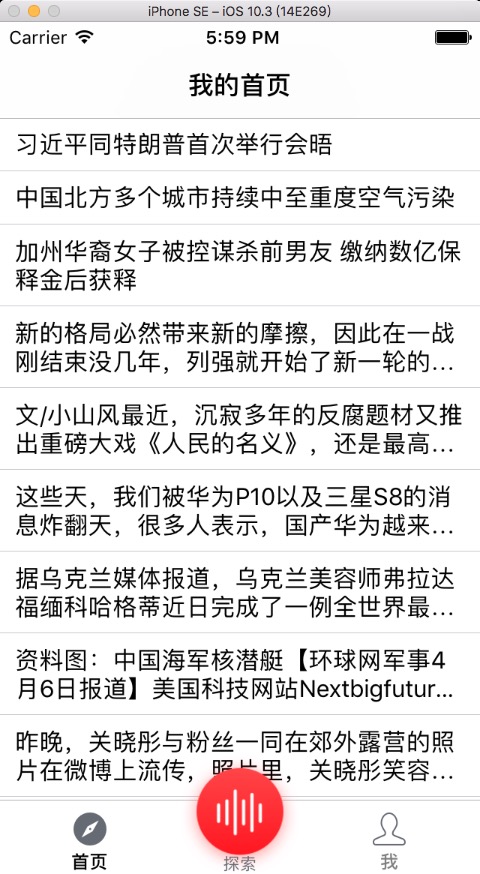 iPhone SE – iOS 10.3 (14E269)
Carrier 5:59 PM
我的首页
习近平同特朗普首次举行会晤
中国北方多个城市持续中至重度空气污染
加州华裔女子被控谋杀前男友 缴纳数亿保
释金后获释
新的格局必然带来新的摩擦，因此在一战
刚结束没几年，列强就开始了新一轮的…
文/小山风最近，沉寂多年的反腐题材又推
出重磅大戏《人民的名义》，还是最高…
这些天，我们被华为P10以及三星S8的消
息炸翻天，很多人表示，国产华为越来…
据乌克兰媒体报道，乌克兰美容师弗拉达
福缅科哈格蒂近日完成了一例全世界最…
资料图：中国海军核潜艇【环球网军事4
月6日报道】美国科技网站Nextbigfutur…
昨晚，关晓彤与粉丝一同在郊外露营的照
片在微博上流传，照片里，关晓彤笑容…
首页 探索 我